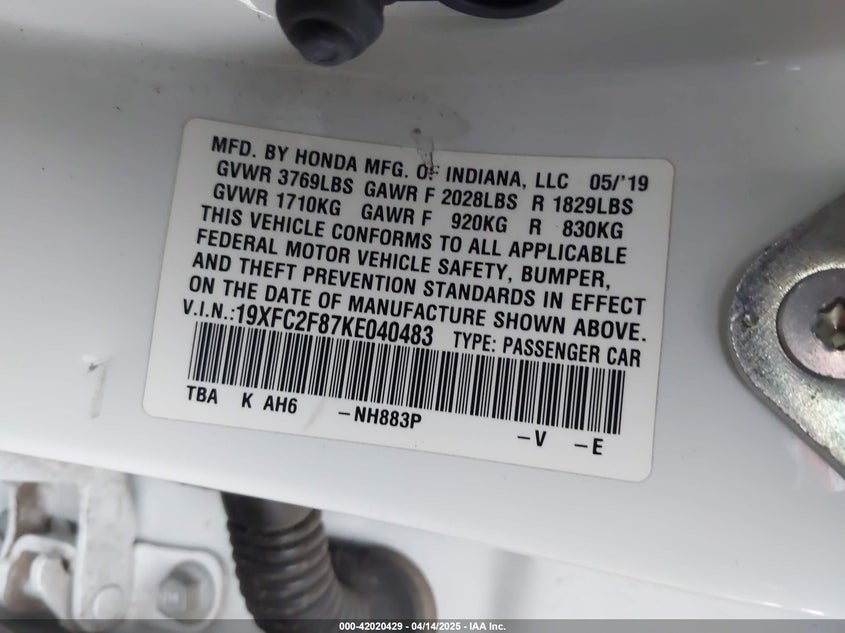 MFD. BY HONDA MFG. OF INDIANA, LLC 05/'19
GVWR 3769LBS GAWR F 2028LBS R 1829LBS
GVWR 1710KG GAWR F 920KG R 830KG
THIS VEHICLE CONFORMS TO ALL APPLICABLE
FEDERAL MOTOR VEHICLE SAFETY, BUMPER,
AND THEFT PREVENTION STANDARDS IN EFFECT
ON THE DATE OF MANUFACTURE SHOWN ABOVE.
V.I.N.:19XFC2F87KE040483 TYPE: PASSENGER CAR
TBA K AH6 –NH883P –V –E
000-42020429 - 04/14/2025 - IAA Inc.